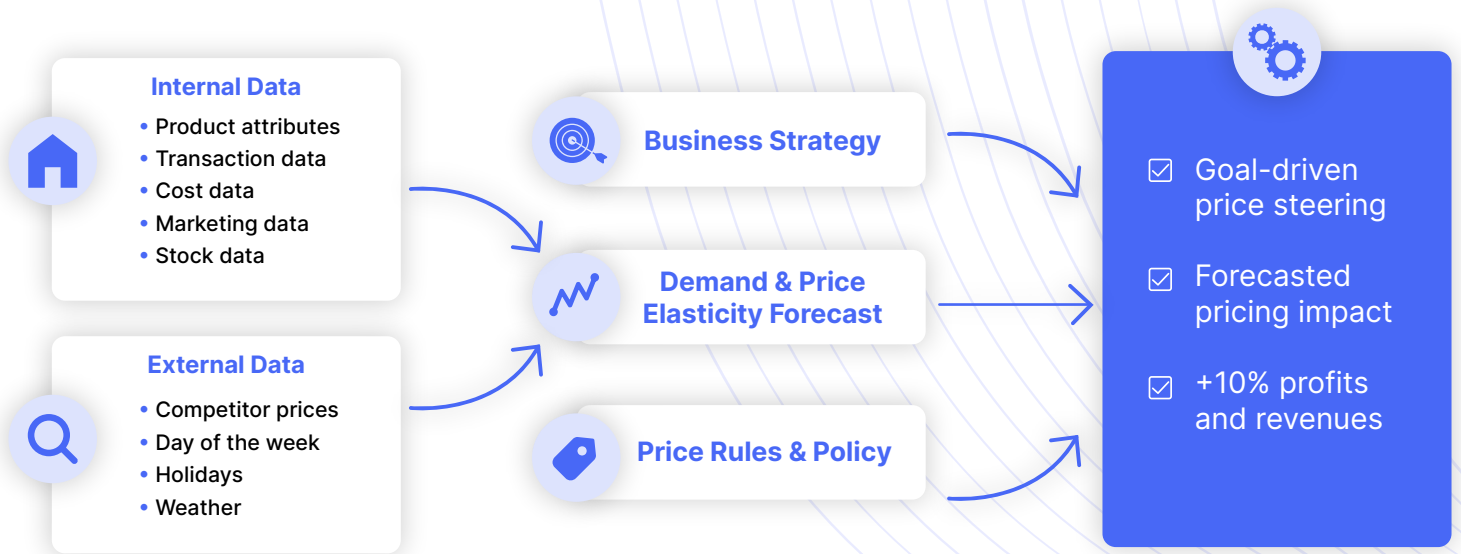 Internal Data
• Product attributes
• Transaction data
• Cost data
• Marketing data
• Stock data
External Data
• Competitor prices
• Day of the week
• Holidays
• Weather
Business Strategy
Demand & Price
Elasticity Forecast
Price Rules & Policy
Goal-driven
price steering
Forecasted
pricing impact
+10% profits
and revenues